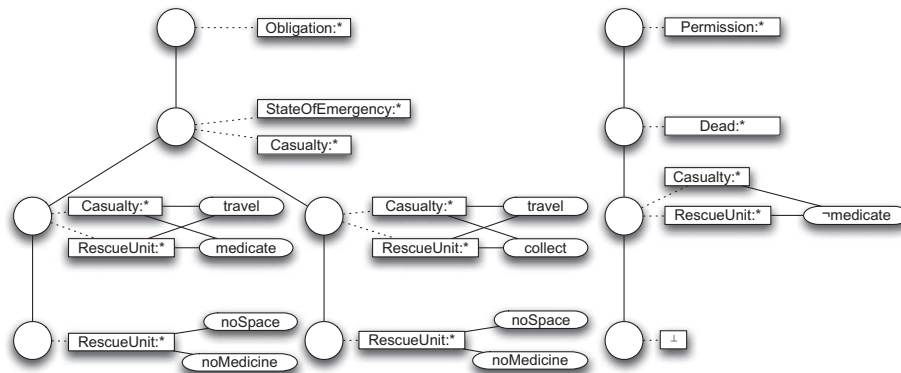 Obligation:*
Permission:*
StateOfEmergency:*
Casualty:*
Dead:*
Casualty:*
travel
RescueUnit:*
medicate
Casualty:*
travel
RescueUnit:*
collect
Casualty:*
RescueUnit:*
¬medicate
noSpace
RescueUnit:*
noMedicine
noSpace
RescueUnit:*
noMedicine
⊥